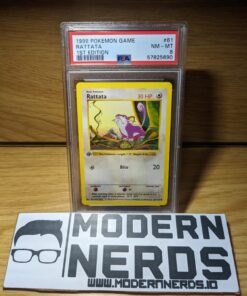 1999 POKEMON GAME #61
RATTATA NM - MT
1ST EDITION 8
PSA 57825690
Rattata 30 HP
Bite 20
MODERN
NERDS
WWW.MODERNNERDS.IO